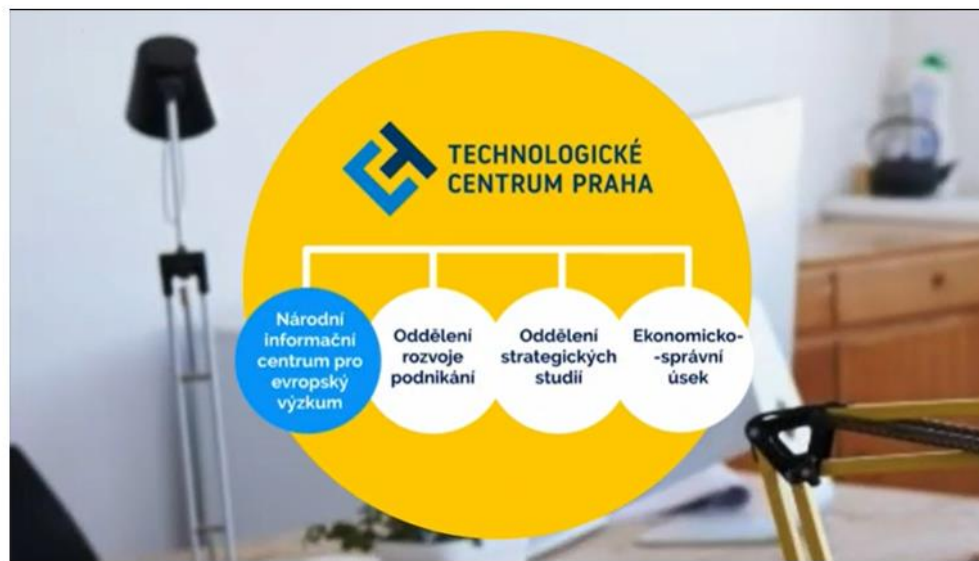 TECHNOLOGICKÉ
CENTRUM PRAHA
Národní
informační
centrum pro
evropský
výzkum
Oddělení
rozvoje
podnikání
Oddělení
strategických
studií
Ekonomicko-
-správní
úsek